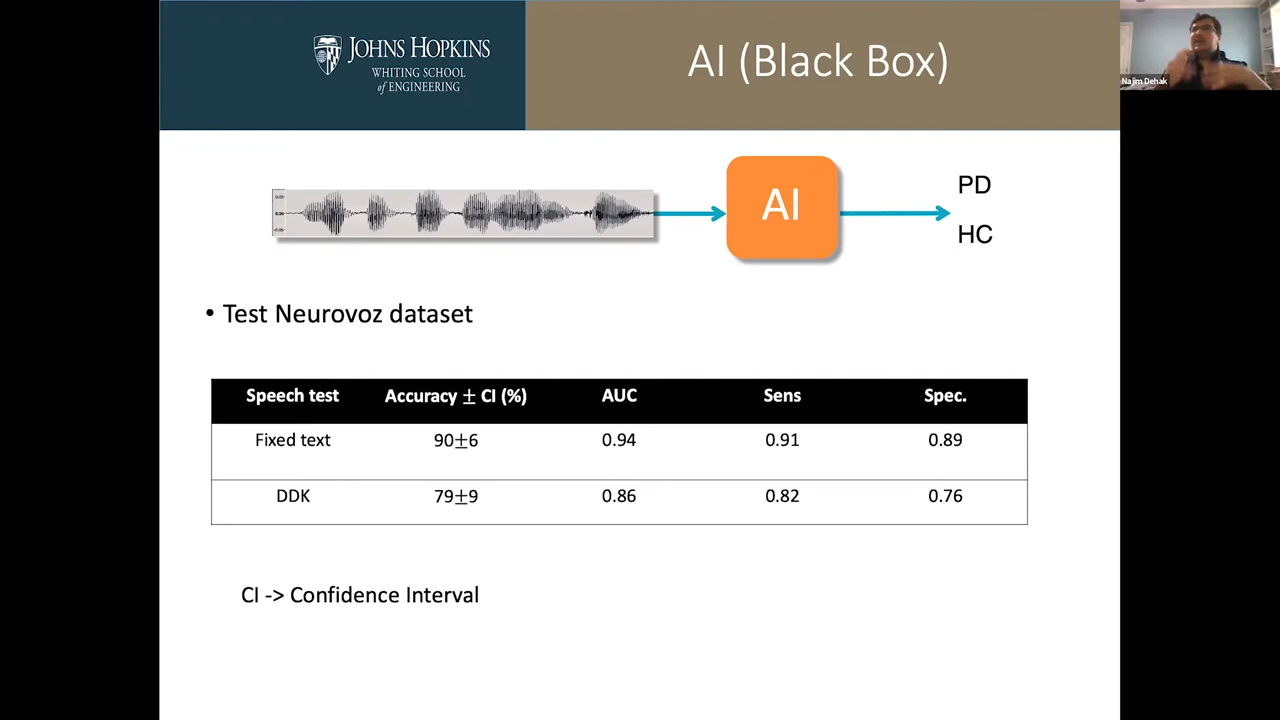 JOHNS HOPKINS
WHITING SCHOOL
of ENGINEERING
AI (Black Box)
Najim Dehak
AI
PD
HC
• Test Neurovoz dataset
Speech test Accuracy ± CI (%) AUC Sens Spec.
Fixed text 90±6 0.94 0.91 0.89
DDK 79±9 0.86 0.82 0.76
CI -> Confidence Interval